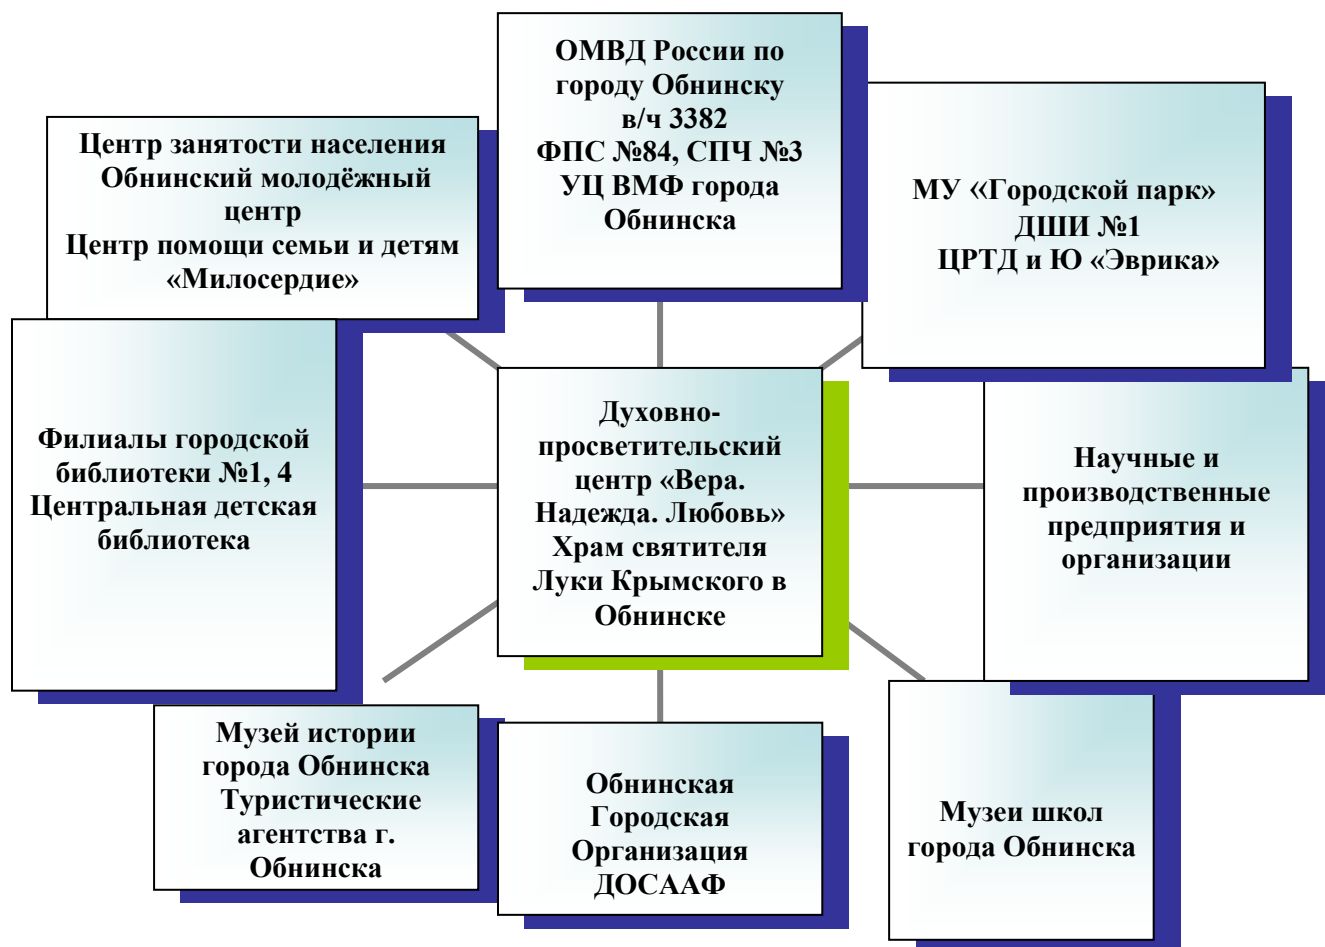 ОМВД России по
городу Обнинску
в/ч 3382
ФПС №84, СПЧ №3
УЦ ВМФ города
Обнинска
Центр занятости населения
Обнинский молодёжный
центр
Центр помощи семьи и детям
«Милосердие»
МУ «Городской парк»
ДШИ №1
ЦРТД и Ю «Эврика»
Филиалы городской
библиотеки №1, 4
Центральная детская
библиотека
Духовно-
просветительский
центр «Вера.
Надежда. Любовь»
Храм святителя
Луки Крымского в
Обнинске
Научные и
производственные
предприятия и
организации
Музей истории
города Обнинска
Туристические
агентства г.
Обнинска
Обнинская
Городская
Организация
ДОСААФ
Музеи школ
города Обнинска